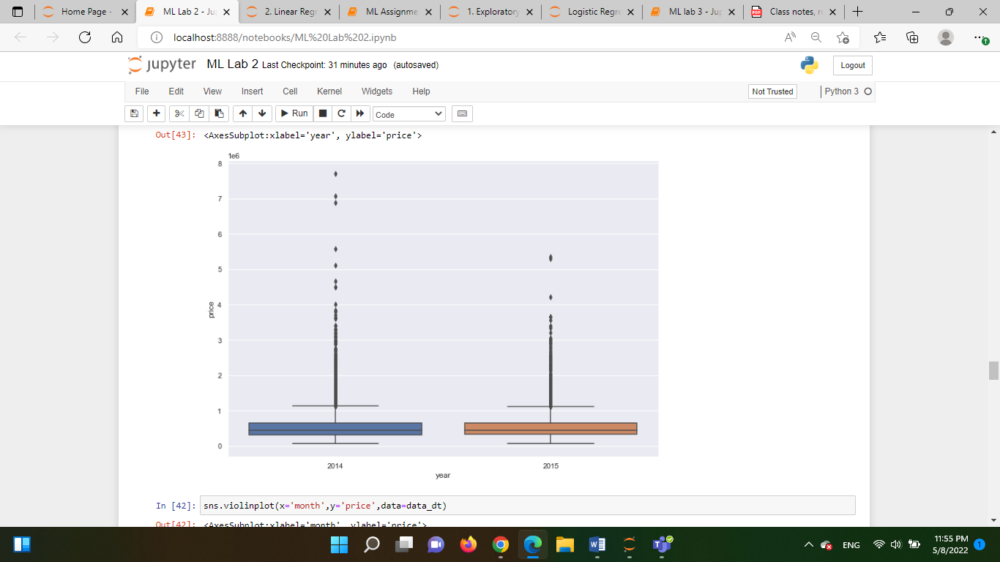 ML Lab 2 - Ju
Home Page -
2. Linear Regr
ML Assignme
1. Exploratory
Logistic Regre
ML lab 3 - Jup
PDF
Class notes, r
localhost:8888/notebooks/ML%20Lab%202.ipynb
jupyter ML Lab 2 Last Checkpoint: 31 minutes ago (autosaved)
Logout
File Edit View Insert Cell Kernel Widgets Help
Not Trusted
Python 3
Run
Code
Out[43]: <AxesSubplot:xlabel='year', ylabel='price'>
1e6
8
7
6
5
price
4
3
2
1
0
2014
2015
year
In [42]: sns.violinplot(x='month',y='price',data=data_dt)
Out[42]: <AxesSubplot:xlabel='month', ylabel='price'>
ENG
11:55 PM
5/8/2022
1